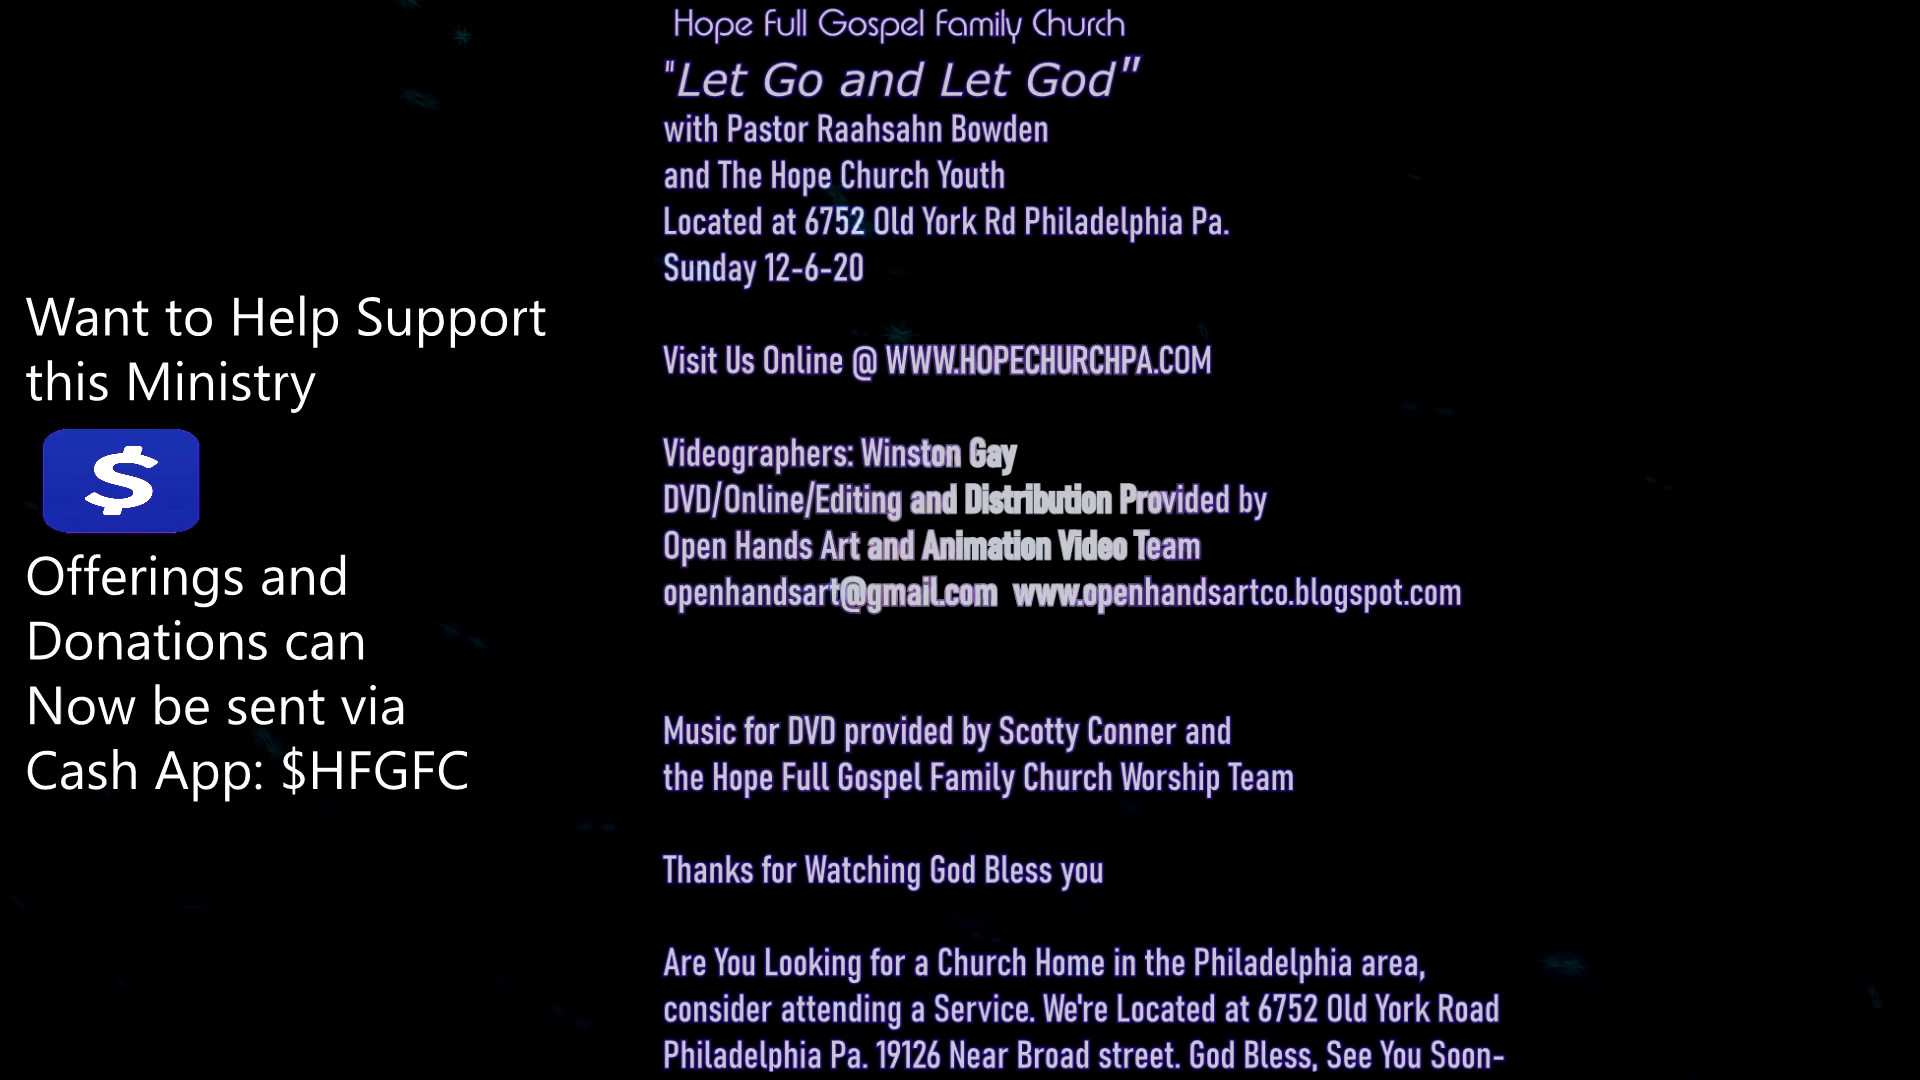 Hope Full Gospel Family Church
"Let Go and Let God"
with Pastor Raahsahn Bowden
and The Hope Church Youth
Located at 6752 Old York Rd Philadelphia Pa.
Sunday 12-6-20
Visit Us Online @ WWW.HOPECHURCHPA.COM
Videographers: Winston Gay
DVD/Online/Editing and Distribution Provided by
Open Hands Art and Animation Video Team
openhandsart@gmail.com www.openhandsartco.blogspot.com
Music for DVD provided by Scotty Conner and
the Hope Full Gospel Family Church Worship Team
Thanks for Watching God Bless you
Are You Looking for a Church Home in the Philadelphia area,
consider attending a Service. We're Located at 6752 Old York Road
Philadelphia Pa. 19126 Near Broad street. God Bless, See You Soon-
Want to Help Support
this Ministry
$
Offerings and
Donations can
Now be sent via
Cash App: $HFGFC